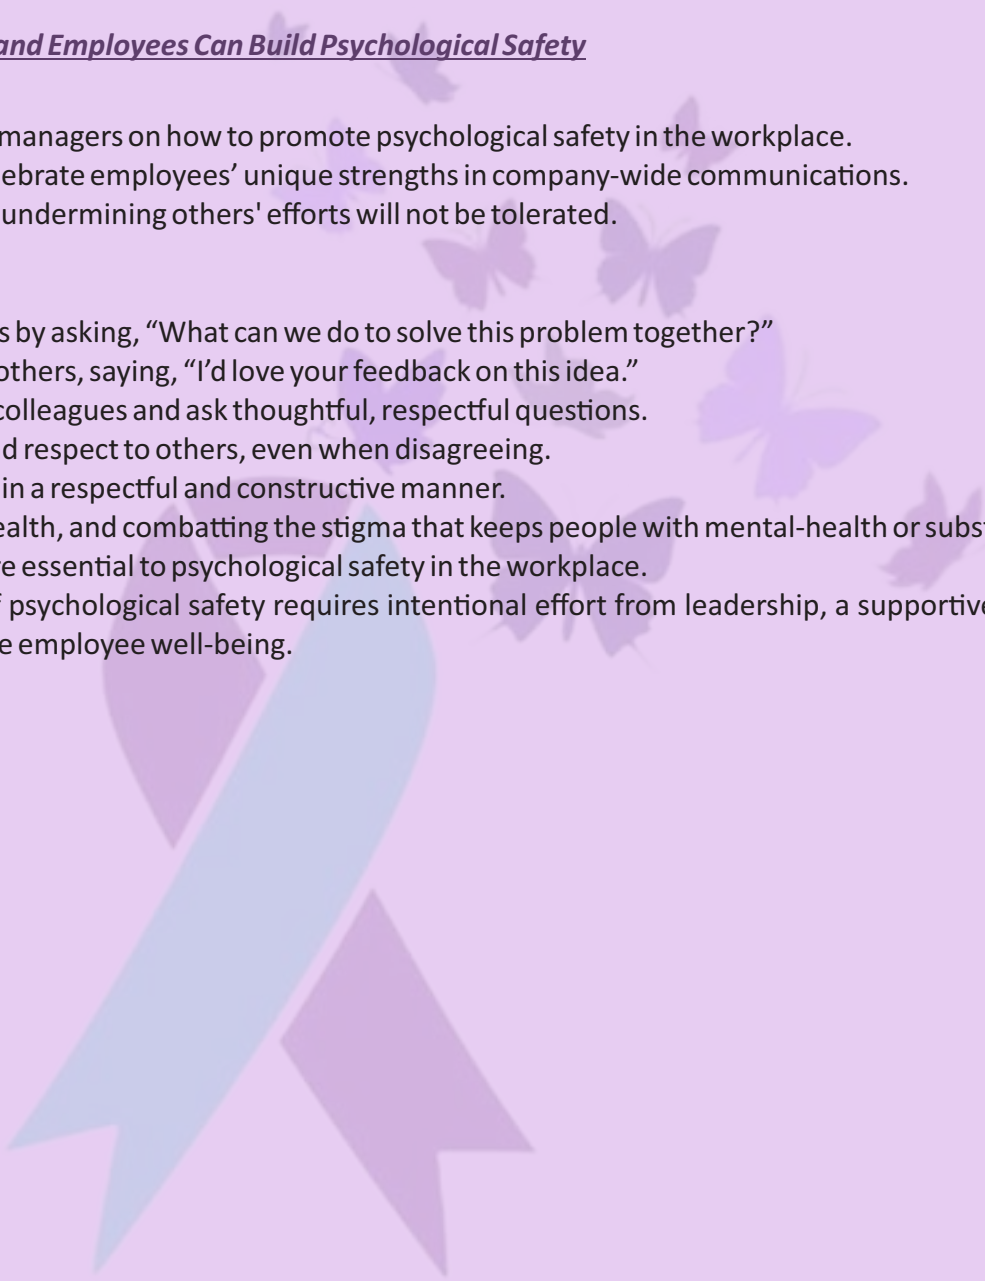 and Employees Can Build Psychological Safety
managers on how to promote psychological safety in the workplace.
ebrate employees’ unique strengths in company-wide communications.
undermining others' efforts will not be tolerated.
s by asking, “What can we do to solve this problem together?”
others, saying, “I’d love your feedback on this idea.”
colleagues and ask thoughtful, respectful questions.
d respect to others, even when disagreeing.
in a respectful and constructive manner.
ealth, and combatting the stigma that keeps people with mental-health or subst
re essential to psychological safety in the workplace.
f psychological safety requires intentional effort from leadership, a supportive
e employee well-being.